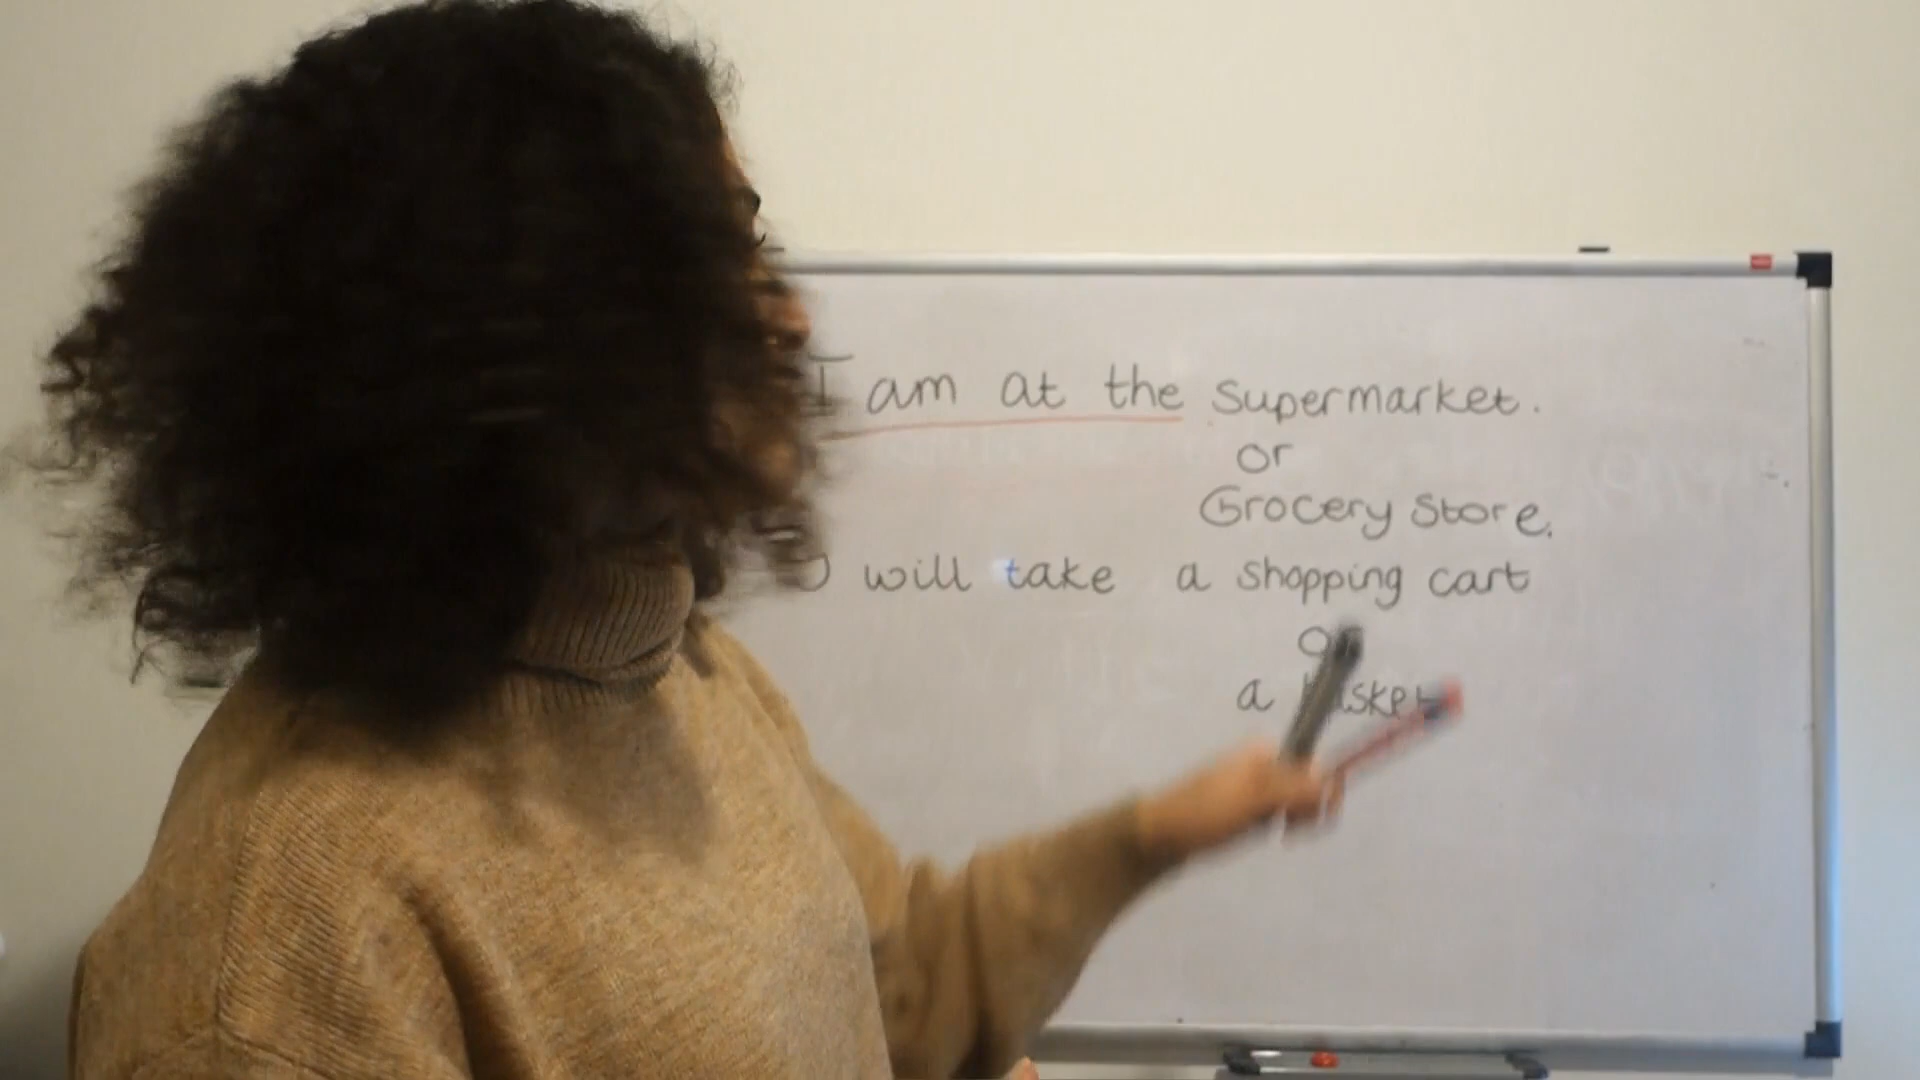 I am at the supermarket.
or
Grocery Store.
will take a shopping cart
a